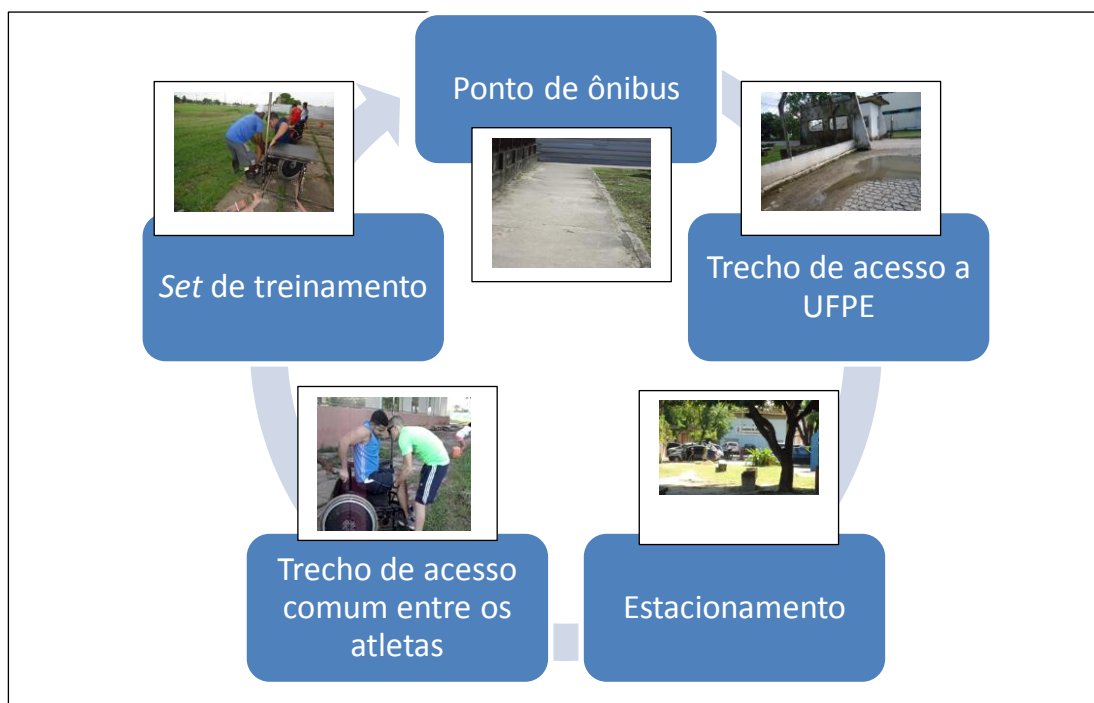 Ponto de ônibus
Trecho de acesso a
UFPE
Estacionamento
Trecho de acesso
comum entre os
atletas
Set de treinamento